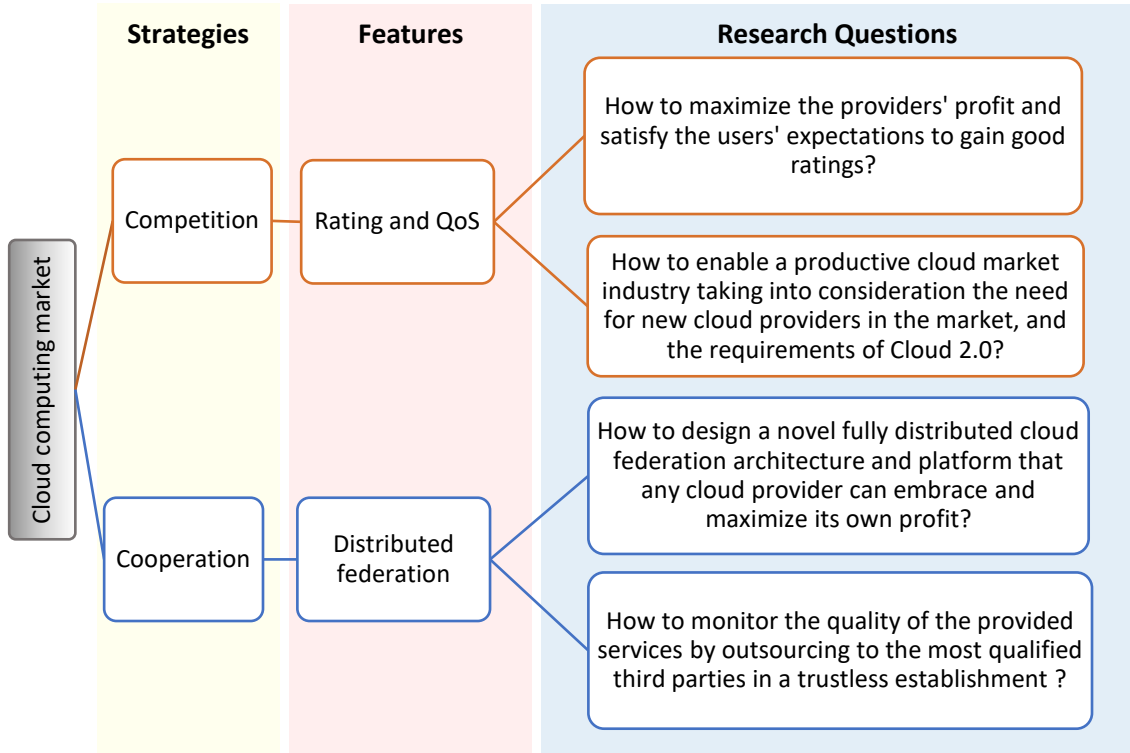 Strategies
Features
Research Questions
Cloud computing market
Competition
Rating and QoS
How to maximize the providers' profit and
satisfy the users' expectations to gain good
ratings?
How to enable a productive cloud market
industry taking into consideration the need
for new cloud providers in the market, and
the requirements of Cloud 2.0?
Cooperation
Distributed
federation
How to design a novel fully distributed cloud
federation architecture and platform that
any cloud provider can embrace and
maximize its own profit?
How to monitor the quality of the provided
services by outsourcing to the most qualified
third parties in a trustless establishment ?